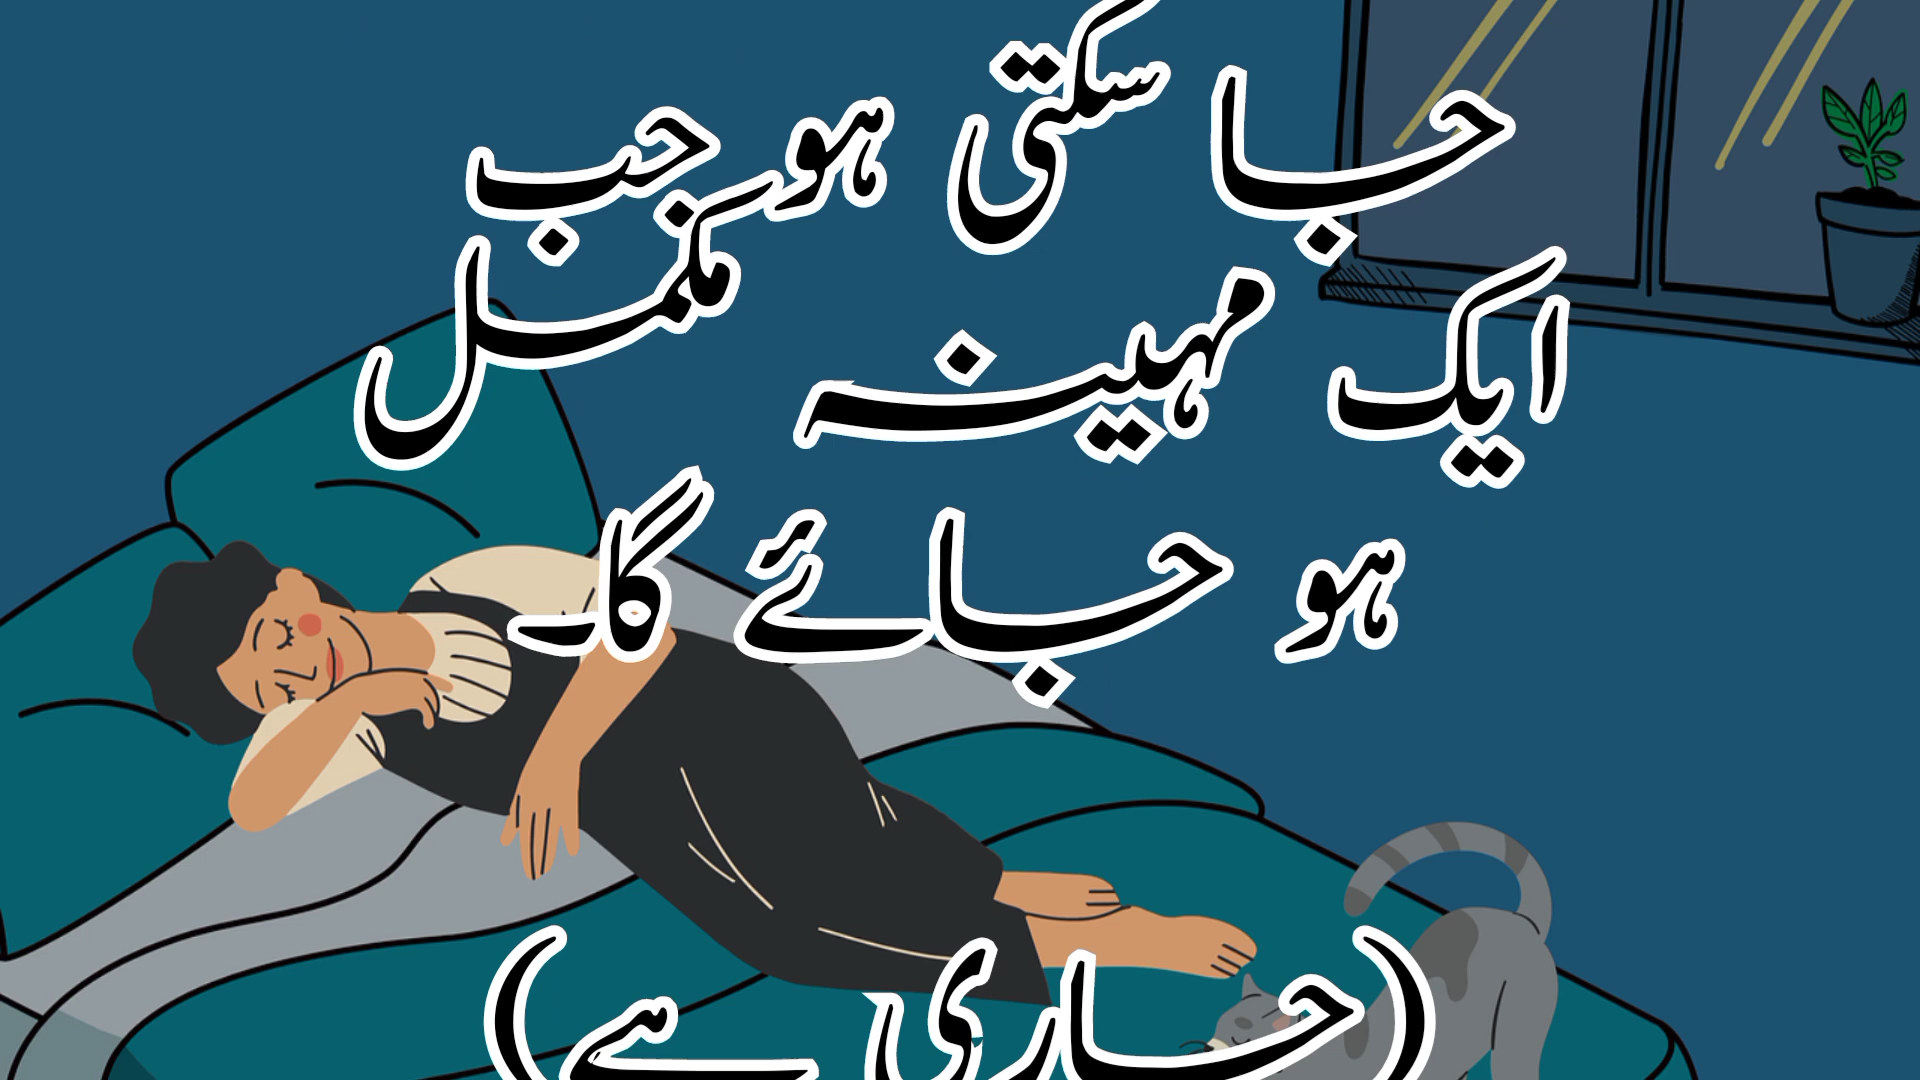 جا سکتی ہو جب
ایک مہینہ مکمل
ہو جائے گا۔
(جاری ہے)